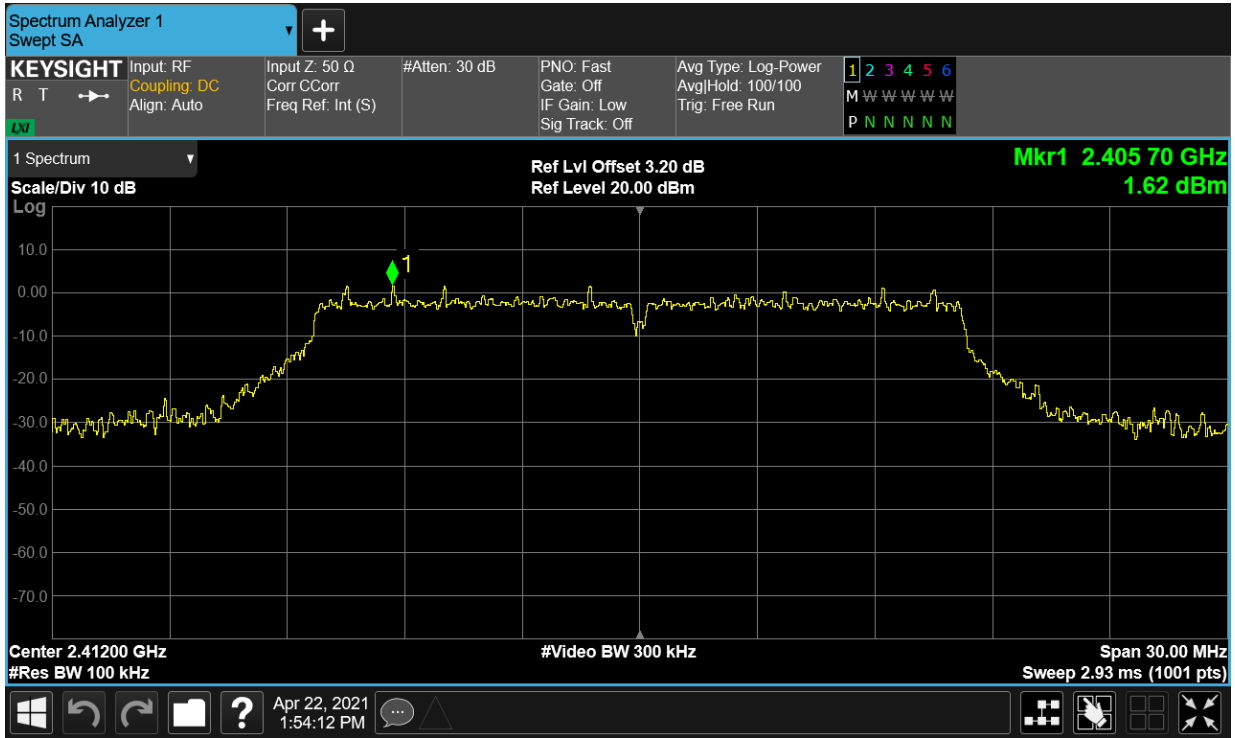 Spectrum Analyzer 1
Swept SA
KEYSIGHT
R T
LXI
Input: RF
Coupling: DC
Align: Auto
Input Z: 50 Ω
Corr CCorr
Freq Ref: Int (S)
#Atten: 30 dB
PNO: Fast
Gate: Off
IF Gain: Low
Sig Track: Off
Avg Type: Log-Power
Avg|Hold: 100/100
Trig: Free Run
1 2 3 4 5 6
M W W W W W
P N N N N N
1 Spectrum
Scale/Div 10 dB
Log
Ref Lvl Offset 3.20 dB
Ref Level 20.00 dBm
Mkr1 2.405 70 GHz
1.62 dBm
1
10.0
0.00
-10.0
-20.0
-30.0
-40.0
-50.0
-60.0
-70.0
Center 2.41200 GHz
#Res BW 100 kHz
#Video BW 300 kHz
Span 30.00 MHz
Sweep 2.93 ms (1001 pts)
?
Apr 22, 2021
1:54:12 PM